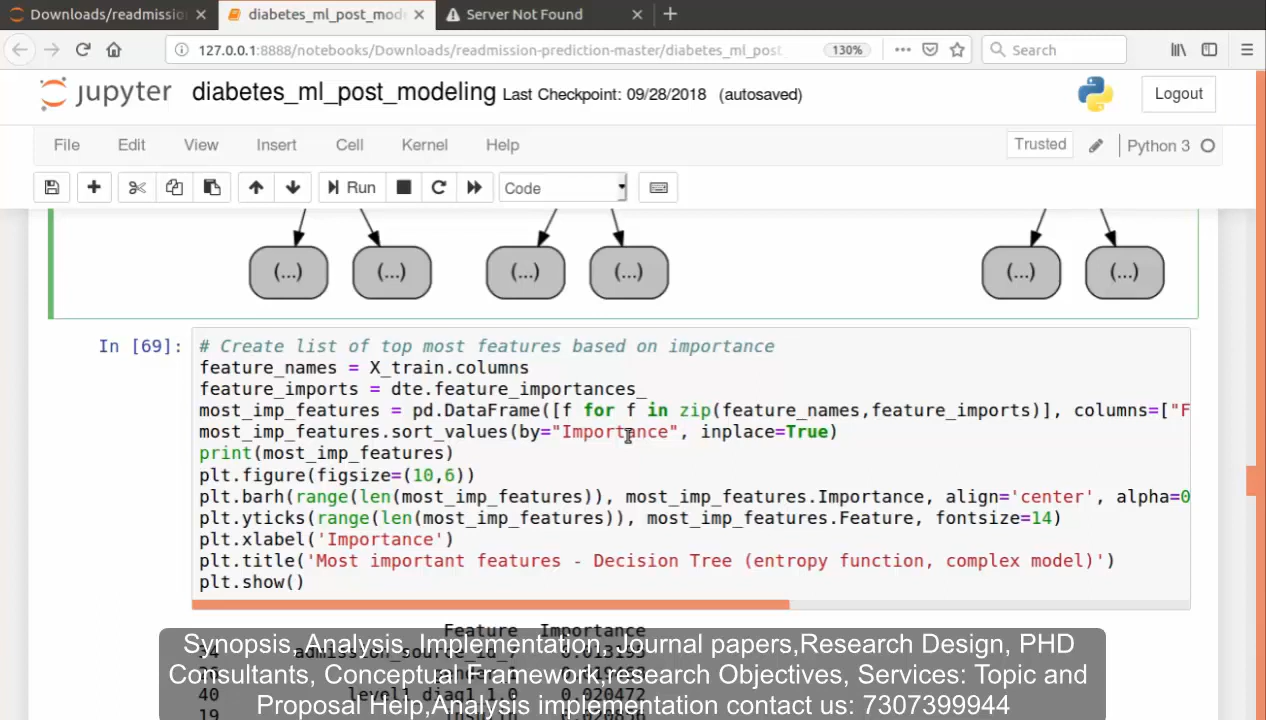 Downloads/readmissio
diabetes_ml_post_mode
Server Not Found
127.0.0.1:8888/notebooks/Downloads/readmission-prediction-master/diabetes_ml_post
130%
Search
jupyter diabetes_ml_post_modeling Last Checkpoint: 09/28/2018 (autosaved)
Logout
File Edit View Insert Cell Kernel Help
Trusted
Python 3
Run
Code
(...) (...) (...) (...) (...) (...)
In [69]:
# Create list of top most features based on importance
feature_names = X_train.columns
feature_imports = dte.feature_importances_
most_imp_features = pd.DataFrame([f for f in zip(feature_names,feature_imports)], columns=["F
most_imp_features.sort_values(by="Importance", inplace=True)
print(most_imp_features)
plt.figure(figsize=(10,6))
plt.barh(range(len(most_imp_features)), most_imp_features.Importance, align='center', alpha=0
plt.yticks(range(len(most_imp_features)), most_imp_features.Feature, fontsize=14)
plt.xlabel('Importance')
plt.title('Most important features - Decision Tree (entropy function, complex model)')
plt.show()
Feature Importance
Synopsis, Analysis, Implementation, Journal papers,Research Design, PHD
Consultants, Conceptual Framework,research Objectives, Services: Topic and
40 level1_diag1_1.0 0.020472
Proposal Help,Analysis implementation contact us: 7307399944